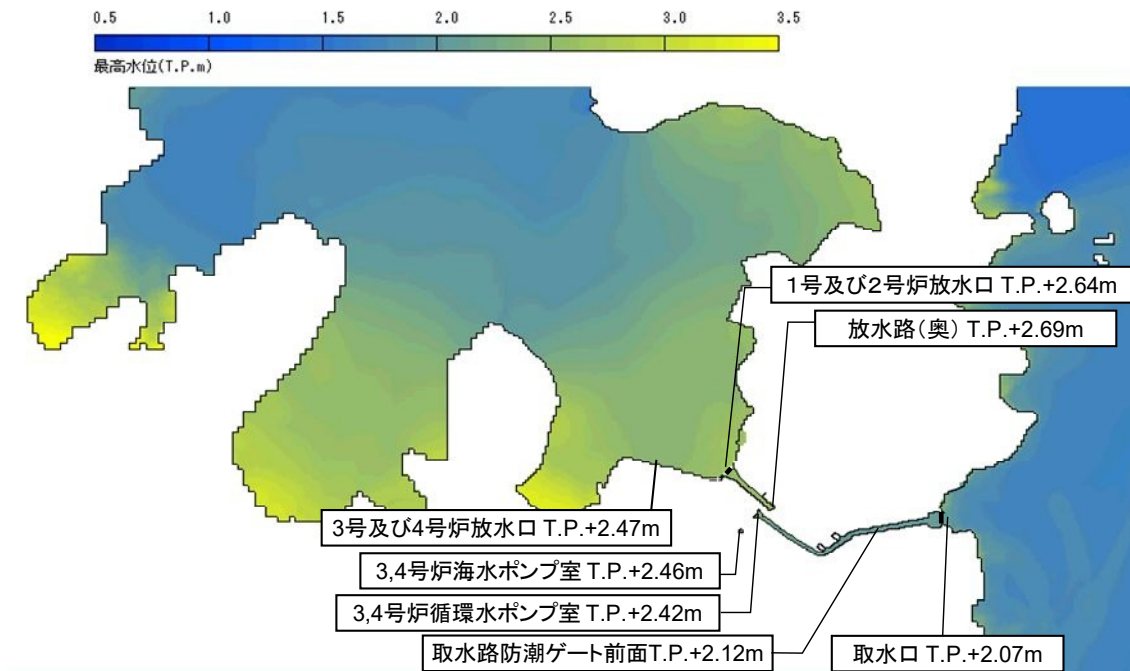 0.5 1.0 1.5 2.0 2.5 3.0 3.5
最高水位(T.P.m)
1号及び2号炉放水口 T.P.+2.64m
放水路(奥) T.P.+2.69m
3号及び4号炉放水口 T.P.+2.47m
3,4号炉海水ポンプ室 T.P.+2.46m
3,4号炉循環水ポンプ室 T.P.+2.42m
取水路防潮ゲート前面T.P.+2.12m
取水口 T.P.+2.07m